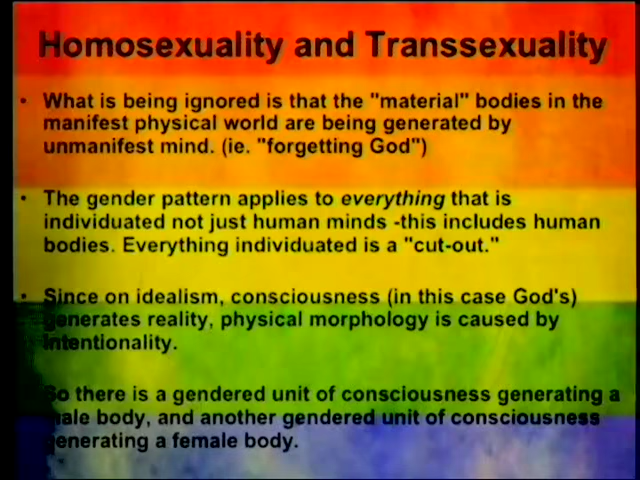 Homosexuality and Transsexuality
• What is being ignored is that the "material" bodies in the
manifest physical world are being generated by
unmanifest mind. (ie. "forgetting God")
• The gender pattern applies to everything that is
individuated not just human minds -this includes human
bodies. Everything individuated is a "cut-out."
• Since on idealism, consciousness (in this case God's)
generates reality, physical morphology is caused by
intentionality.
So there is a gendered unit of consciousness generating a
male body, and another gendered unit of consciousness
generating a female body.